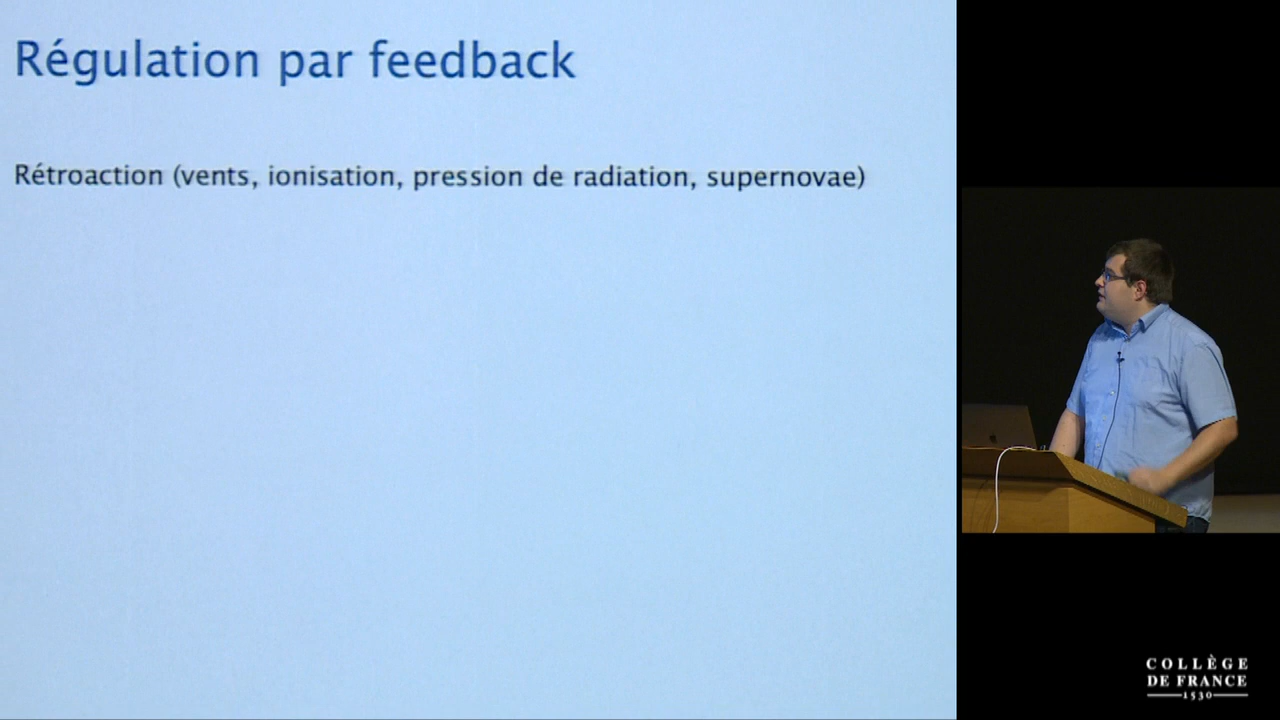 Régulation par feedback
Rétroaction (vents, ionisation, pression de radiation, supernovae)
COLLÈGE
DE FRANCE
1530